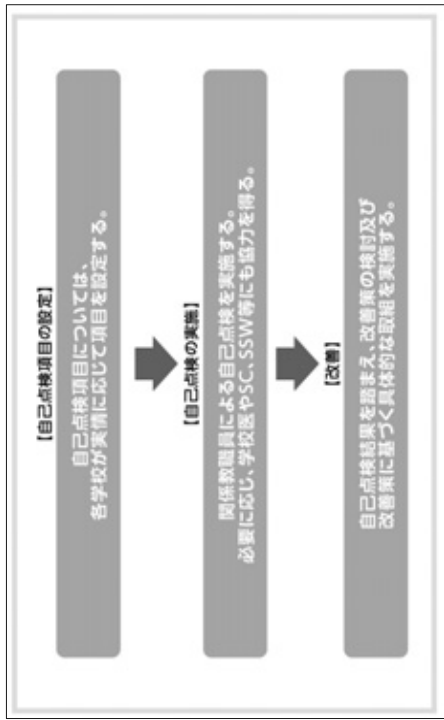 【自己点検項目の設定】
自己点検項目については、
各学校が実情に応じて項目を設定する。
【自己点検の実施】
関係教職員による自己点検を実施する。
必要に応じ、学校医やSC、SSW等にも協力を得る。
【改善】
自己点検結果を踏まえ、改善策の検討及び
改善策に基づく具体的な取組を実施する。